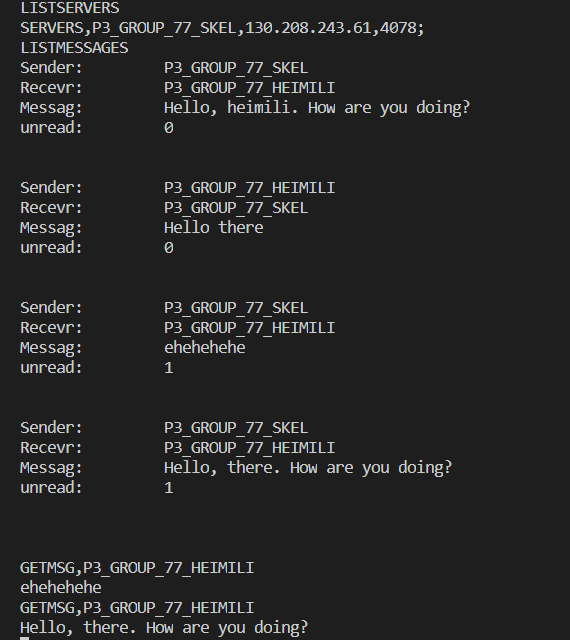 LISTSERVERS
SERVERS,P3_GROUP_77_SKEL,130.208.243.61,4078;
LISTMESSAGES
Sender: P3_GROUP_77_SKEL
Recevr: P3_GROUP_77_HEIMILI
Messag: Hello, heimili. How are you doing?
unread: 0
Sender: P3_GROUP_77_HEIMILI
Recevr: P3_GROUP_77_SKEL
Messag: Hello there
unread: 0
Sender: P3_GROUP_77_SKEL
Recevr: P3_GROUP_77_HEIMILI
Messag: ehehehehe
unread: 1
Sender: P3_GROUP_77_SKEL
Recevr: P3_GROUP_77_HEIMILI
Messag: Hello, there. How are you doing?
unread: 1
GETMSG,P3_GROUP_77_HEIMILI
ehehehehe
GETMSG,P3_GROUP_77_HEIMILI
Hello, there. How are you doing?